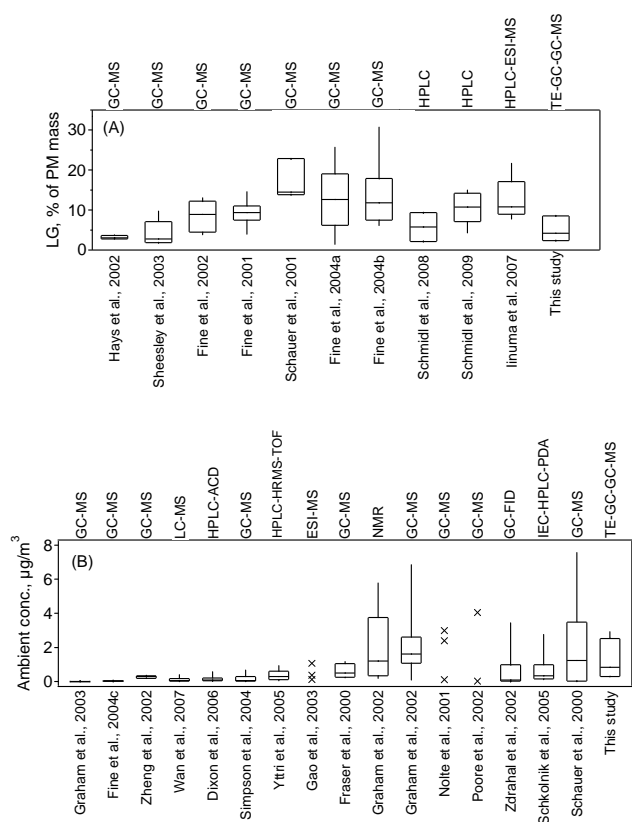 GC-MS
GC-MS
GC-MS
GC-MS
GC-MS
GC-MS
GC-MS
HPLC
HPLC
HPLC-ESI-MS
TE-GC-GC-MS
(A)
LG, % of PM mass
30
20
10
0
Hays et al., 2002
Sheesley et al., 2003
Fine et al., 2002
Fine et al., 2001
Schauer et al., 2001
Fine et al., 2004a
Fine et al., 2004b
Schmidl et al., 2008
Schmidl et al., 2009
Iinuma et al. 2007
This study
GC-MS
GC-MS
GC-MS
LC-MS
HPLC-ACD
GC-MS
HPLC-HRMS-TOF
ESI-MS
GC-MS
NMR
GC-MS
GC-MS
GC-MS
GC-FID
IEC-HPLC-PDA
GC-MS
TE-GC-GC-MS
(B)
Ambient conc., µg/m³
8
6
4
2
0
Graham et al., 2003
Fine et al., 2004c
Zheng et al., 2002
Wan et al., 2007
Dixon et al., 2006
Simpson et al., 2004
Yttri et al., 2005
Gao et al., 2003
Fraser et al., 2000
Graham et al., 2002
Graham et al., 2002
Nolte et al., 2001
Poore et al., 2002
Zdrahal et al., 2002
Schkolnik et al., 2005
Schauer et al., 2000
This study